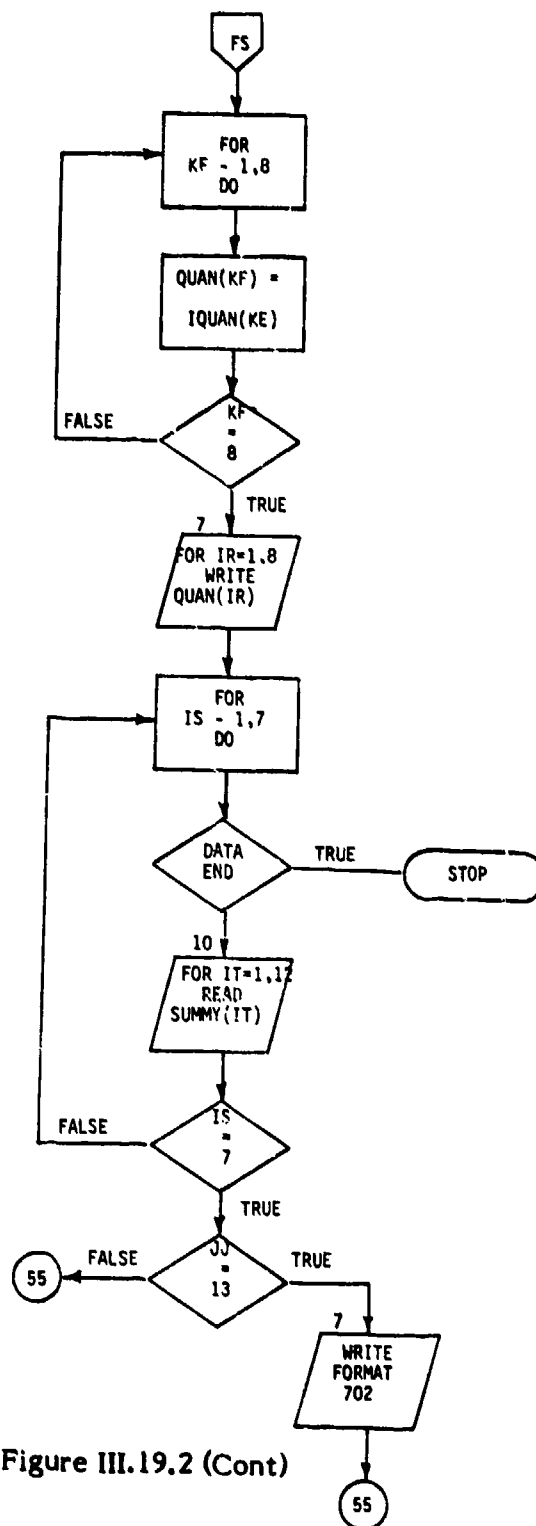 FS
FOR
KF - 1,8
DO
QUAN(KF) =
IQUAN(KE)
FALSE
KF
=
8
TRUE
7
FOR IR=1,8
WRITE
QUAN(IR)
FOR
IS - 1,7
DO
DATA
END
TRUE
STOP
10
FOR IT=1,12
READ
SUMMY(IT)
FALSE
IS
=
7
TRUE
55
FALSE
JJ
=
13
TRUE
7
WRITE
FORMAT
702
Figure III.19.2 (Cont)
55